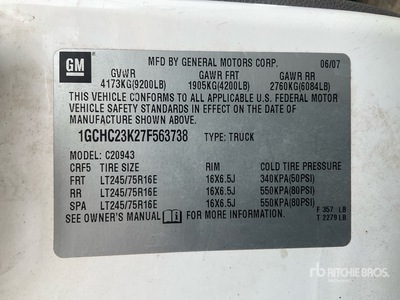 GM
MFD BY GENERAL MOTORS CORP. 06/07
GVWR GAWR FRT GAWR RR
4173KG(9200LB) 1905KG(4200LB) 2760KG(6084LB)
THIS VEHICLE CONFORMS TO ALL APPLICABLE U.S. FEDERAL MOTOR
VEHICLE SAFETY STANDARDS IN EFFECT ON THE DATE OF
MANUFACTURE SHOWN ABOVE.
1GCHC23K27F563738 TYPE: TRUCK
MODEL: C20943
CRF5 TIRE SIZE RIM COLD TIRE PRESSURE
FRT LT245/75R16E 16X6.5J 340KPA(50PSI)
RR LT245/75R16E 16X6.5J 550KPA(80PSI)
SPA LT245/75R16E 16X6.5J 550KPA(80PSI)
SEE OWNER'S MANUAL FOR MORE INFORMATION.
F 357 LB
T 2279 LB
rb RITCHIE BROS.